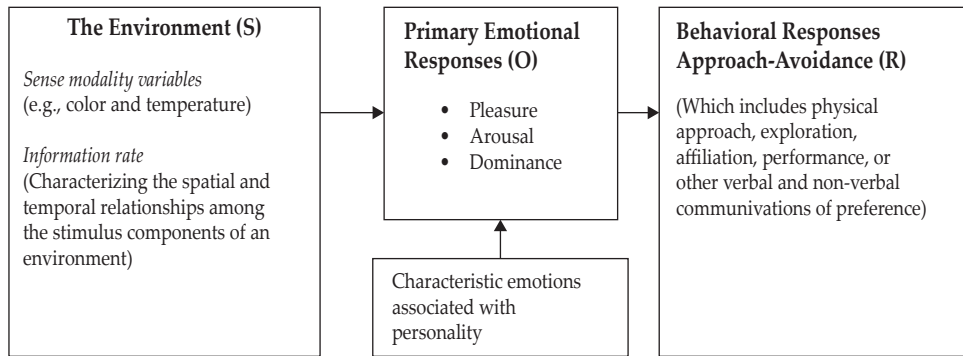 The Environment (S)
Sense modality variables
(e.g., color and temperature)
Information rate
(Characterizing the spatial and
temporal relationships among
the stimulus components of an
environment)
Primary Emotional
Responses (O)
• Pleasure
• Arousal
• Dominance
Characteristic emotions
associated with
personality
Behavioral Responses
Approach-Avoidance (R)
(Which includes physical
approach, exploration,
affiliation, performance, or
other verbal and non-verbal
communivations of preference)